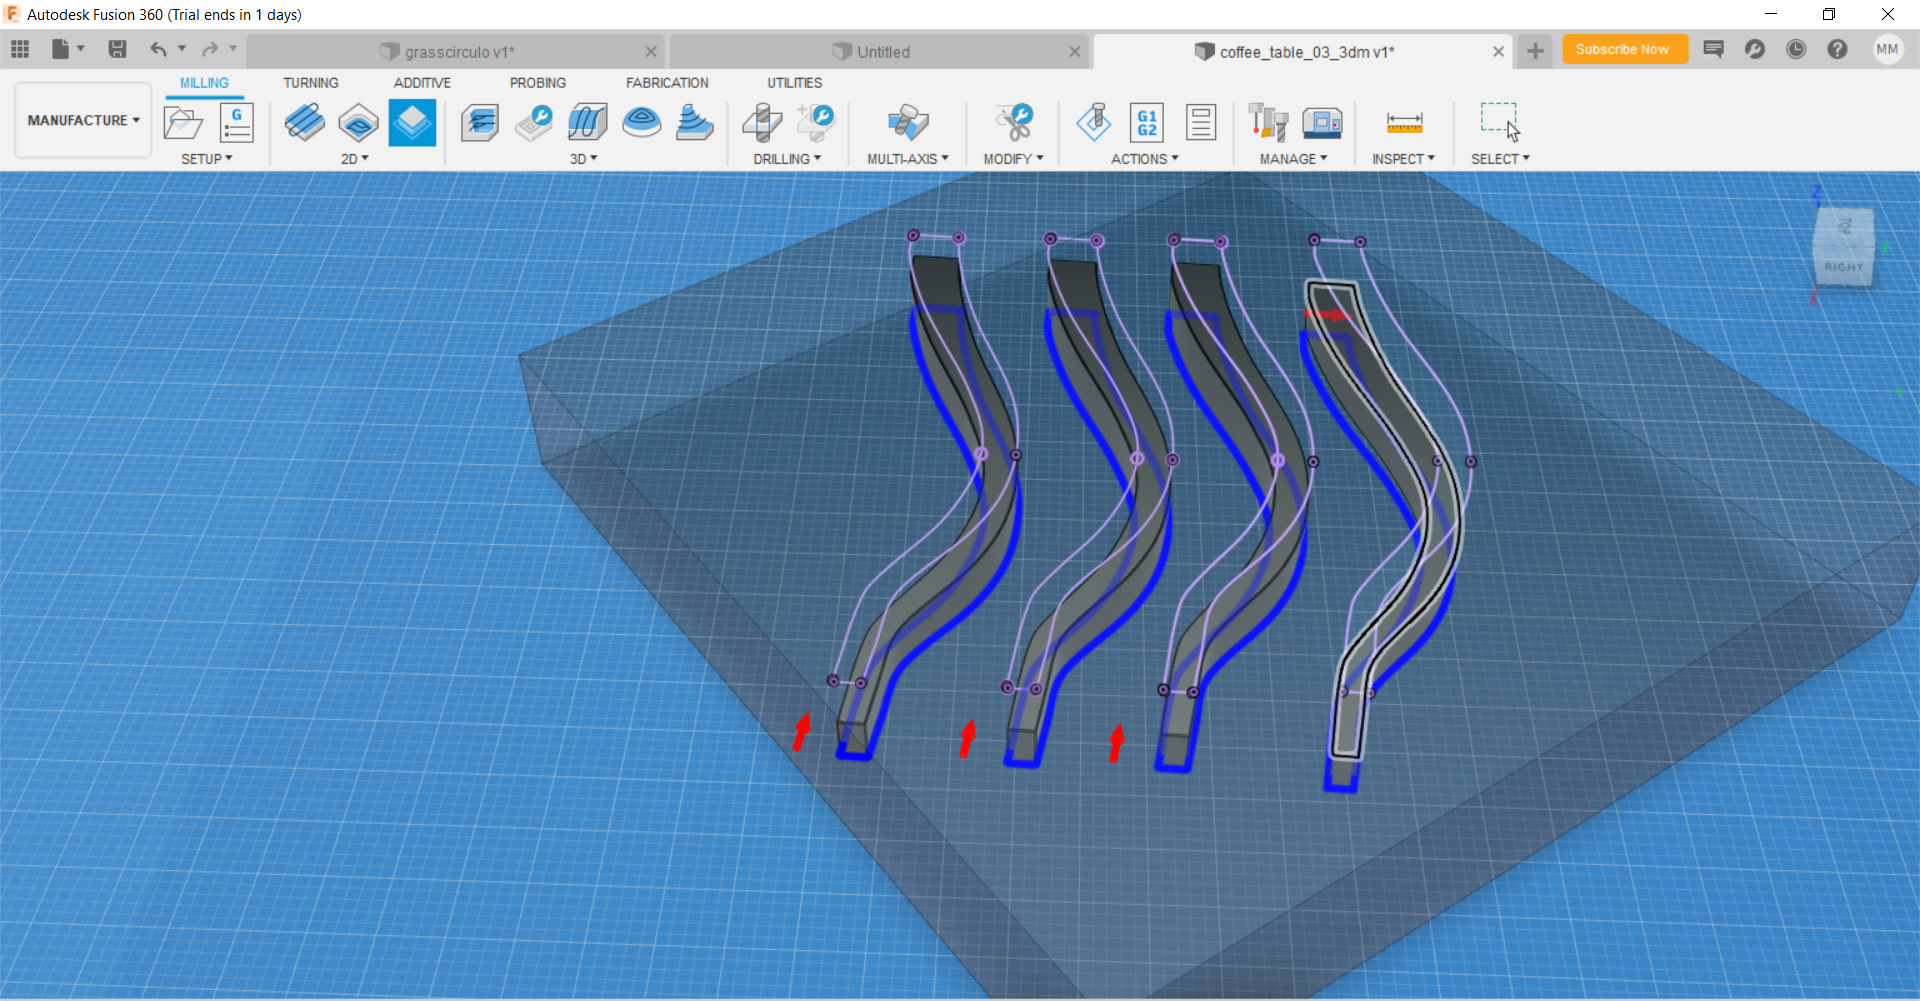 Autodesk Fusion 360 (Trial ends in 1 days)
grasscirculo v1*
Untitled
coffee_table_03_3dm v1*
Subscribe Now
MM
MILLING TURNING ADDITIVE PROBING FABRICATION UTILITIES
MANUFACTURE
G
G1
G2
SETUP 2D 3D DRILLING MULTI-AXIS MODIFY ACTIONS MANAGE INSPECT SELECT
Z
TOP
RIGHT
X
Y